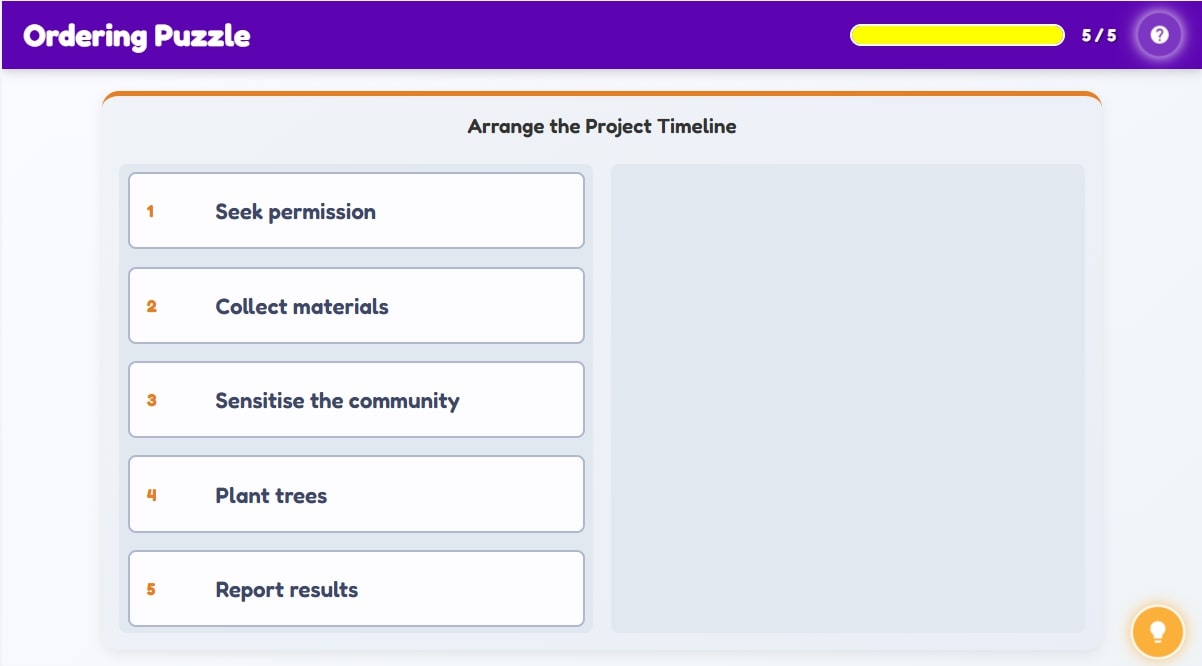 Ordering Puzzle
5 / 5
?
Arrange the Project Timeline
1 Seek permission
2 Collect materials
3 Sensitise the community
4 Plant trees
5 Report results